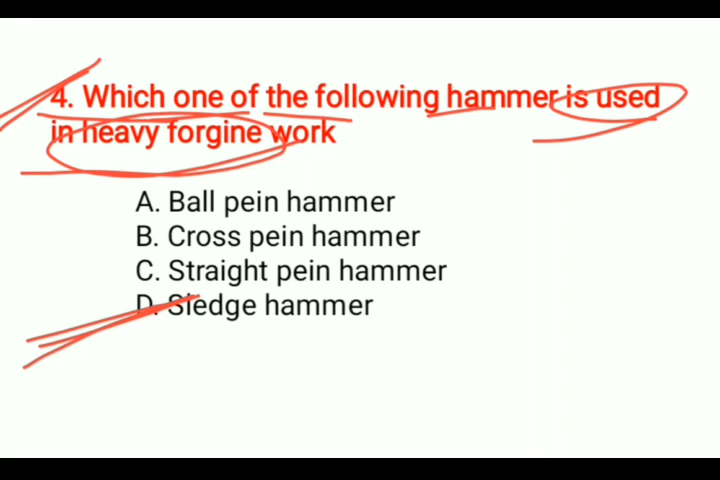 4. Which one of the following hammer is used
in heavy forgine work
A. Ball pein hammer
B. Cross pein hammer
C. Straight pein hammer
D. Sledge hammer